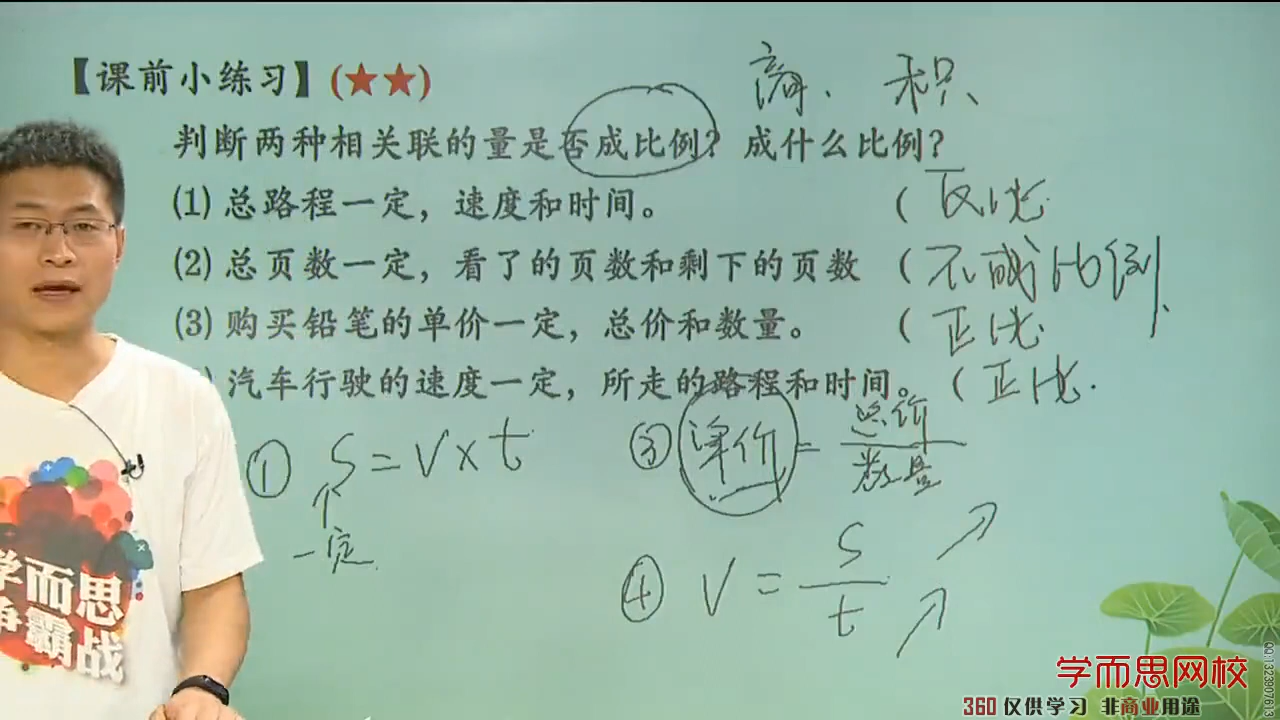 【课前小练习】(★★)
商. 积
判断两种相关联的量是否成比例？成什么比例？
(1) 总路程一定，速度和时间。 ( 反比
(2) 总页数一定，看了的页数和剩下的页数 ( 不成比例
(3) 购买铅笔的单价一定，总价和数量。 ( 正比
) 汽车行驶的速度一定，所走的路程和时间。 ( 正比.
① S = V × t
一定
③ 单价 = 总价 / 数量
④ V = S / t
学而思
争霸战
学而思网校
360 仅供学习 非商业用途